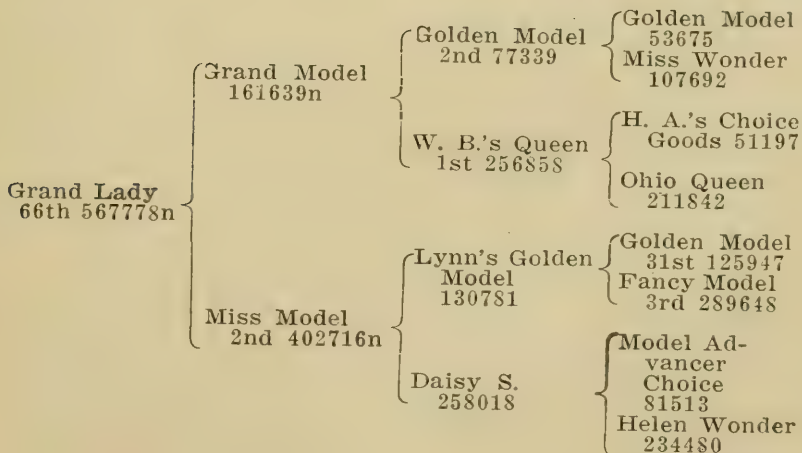 Grand Lady
66th 567778n
Grand Model
161639n
Miss Model
2nd 402716n
Golden Model
2nd 77339
W. B.'s Queen
1st 256858
Lynn's Golden
Model
130781
Daisy S.
258018
Golden Model
53675
Miss Wonder
107692
H. A.'s Choice
Goods 51197
Ohio Queen
211842
Golden Model
31st 125947
Fancy Model
3rd 289648
Model Ad-
vancer
Choice
81513
Helen Wonder
234480